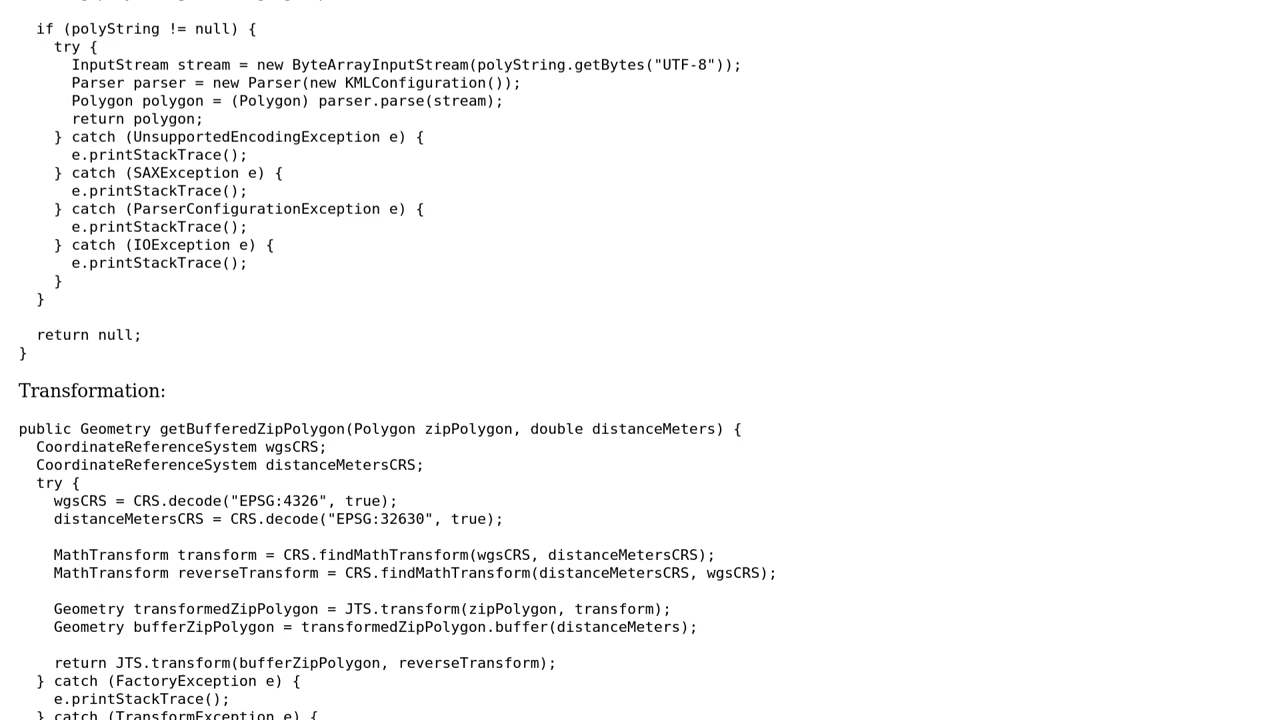 if (polyString != null) {
try {
InputStream stream = new ByteArrayInputStream(polyString.getBytes("UTF-8"));
Parser parser = new Parser(new KMLConfiguration());
Polygon polygon = (Polygon) parser.parse(stream);
return polygon;
} catch (UnsupportedEncodingException e) {
e.printStackTrace();
} catch (SAXException e) {
e.printStackTrace();
} catch (ParserConfigurationException e) {
e.printStackTrace();
} catch (IOException e) {
e.printStackTrace();
}
}
return null;
}
Transformation:
public Geometry getBufferedZipPolygon(Polygon zipPolygon, double distanceMeters) {
CoordinateReferenceSystem wgsCRS;
CoordinateReferenceSystem distanceMetersCRS;
try {
wgsCRS = CRS.decode("EPSG:4326", true);
distanceMetersCRS = CRS.decode("EPSG:32630", true);
MathTransform transform = CRS.findMathTransform(wgsCRS, distanceMetersCRS);
MathTransform reverseTransform = CRS.findMathTransform(distanceMetersCRS, wgsCRS);
Geometry transformedZipPolygon = JTS.transform(zipPolygon, transform);
Geometry bufferZipPolygon = transformedZipPolygon.buffer(distanceMeters);
return JTS.transform(bufferZipPolygon, reverseTransform);
} catch (FactoryException e) {
e.printStackTrace();
} catch (TransformException e) {